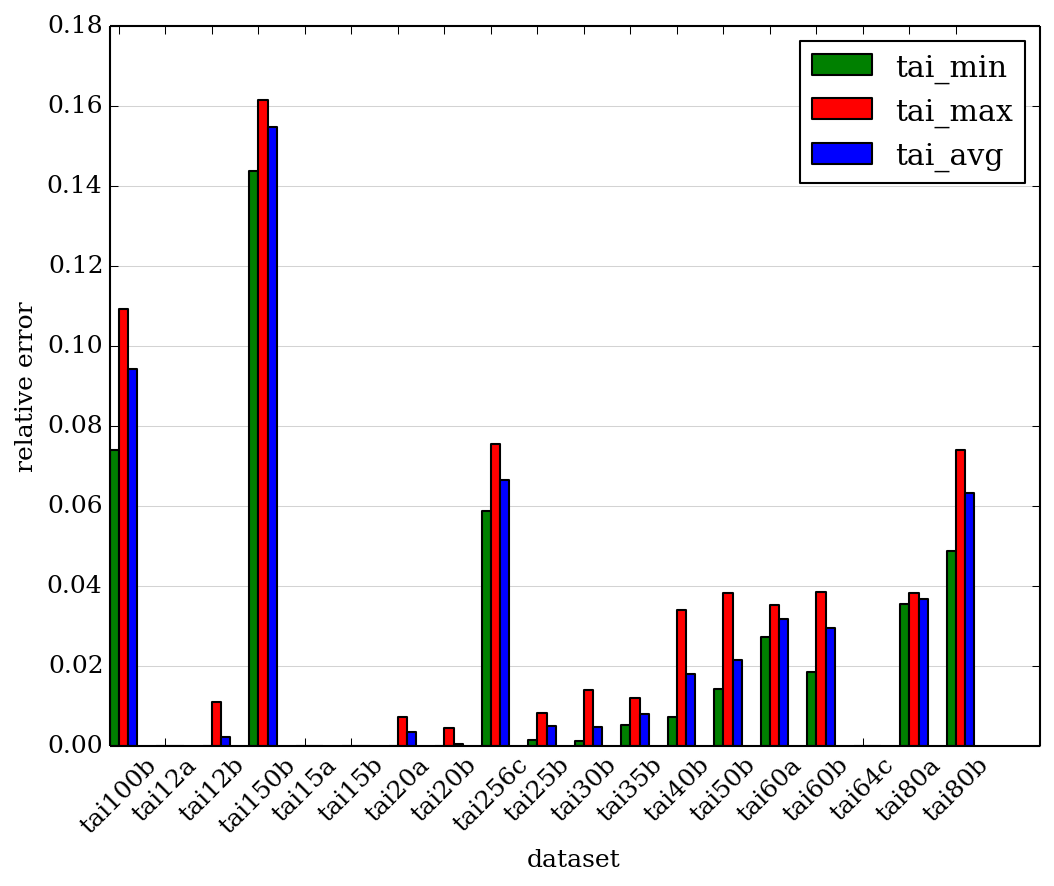 0.18
0.16
0.14
0.12
0.10
0.08
0.06
0.04
0.02
0.00
relative error
tai_min
tai_max
tai_avg
tai100b
tai12a
tai12b
tai150b
tai15a
tai15b
tai20a
tai20b
tai256c
tai25b
tai30b
tai35b
tai40b
tai50b
tai60a
tai60b
tai64c
tai80a
tai80b
dataset